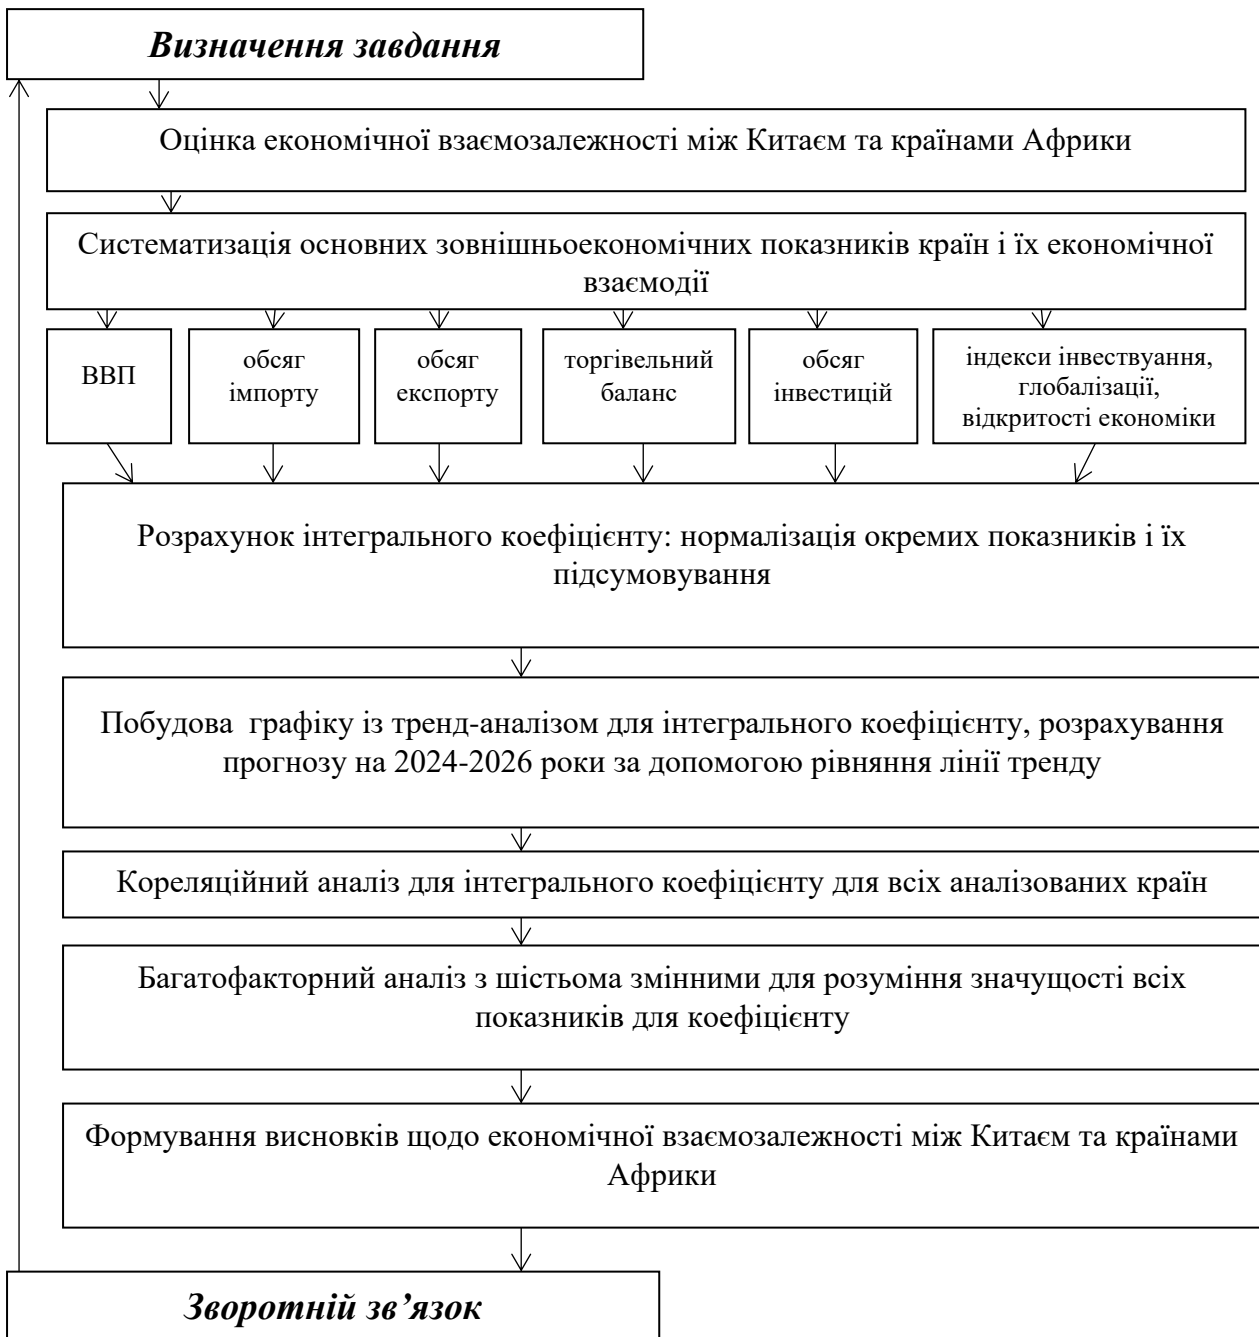 Визначення завдання
Оцінка економічної взаємозалежності між Китаєм та країнами Африки
Систематизація основних зовнішньоекономічних показників країн і їх економічної
взаємодії
ВВП
обсяг
імпорту
обсяг
експорту
торгівельний
баланс
обсяг
інвестицій
індекси інвествуання,
глобалізації,
відкритості економіки
Розрахунок інтегрального коефіцієнту: нормалізація окремих показників і їх
підсумовування
Побудова графіку із тренд-аналізом для інтегрального коефіцієнту, розрахування
прогнозу на 2024-2026 роки за допомогою рівняння лінії тренду
Кореляційний аналіз для інтегрального коефіцієнту для всіх аналізованих країн
Багатофакторний аналіз з шістьома змінними для розуміння значущості всіх
показників для коефіцієнту
Формування висновків щодо економічної взаємозалежності між Китаєм та країнами
Африки
Зворотній зв’язок